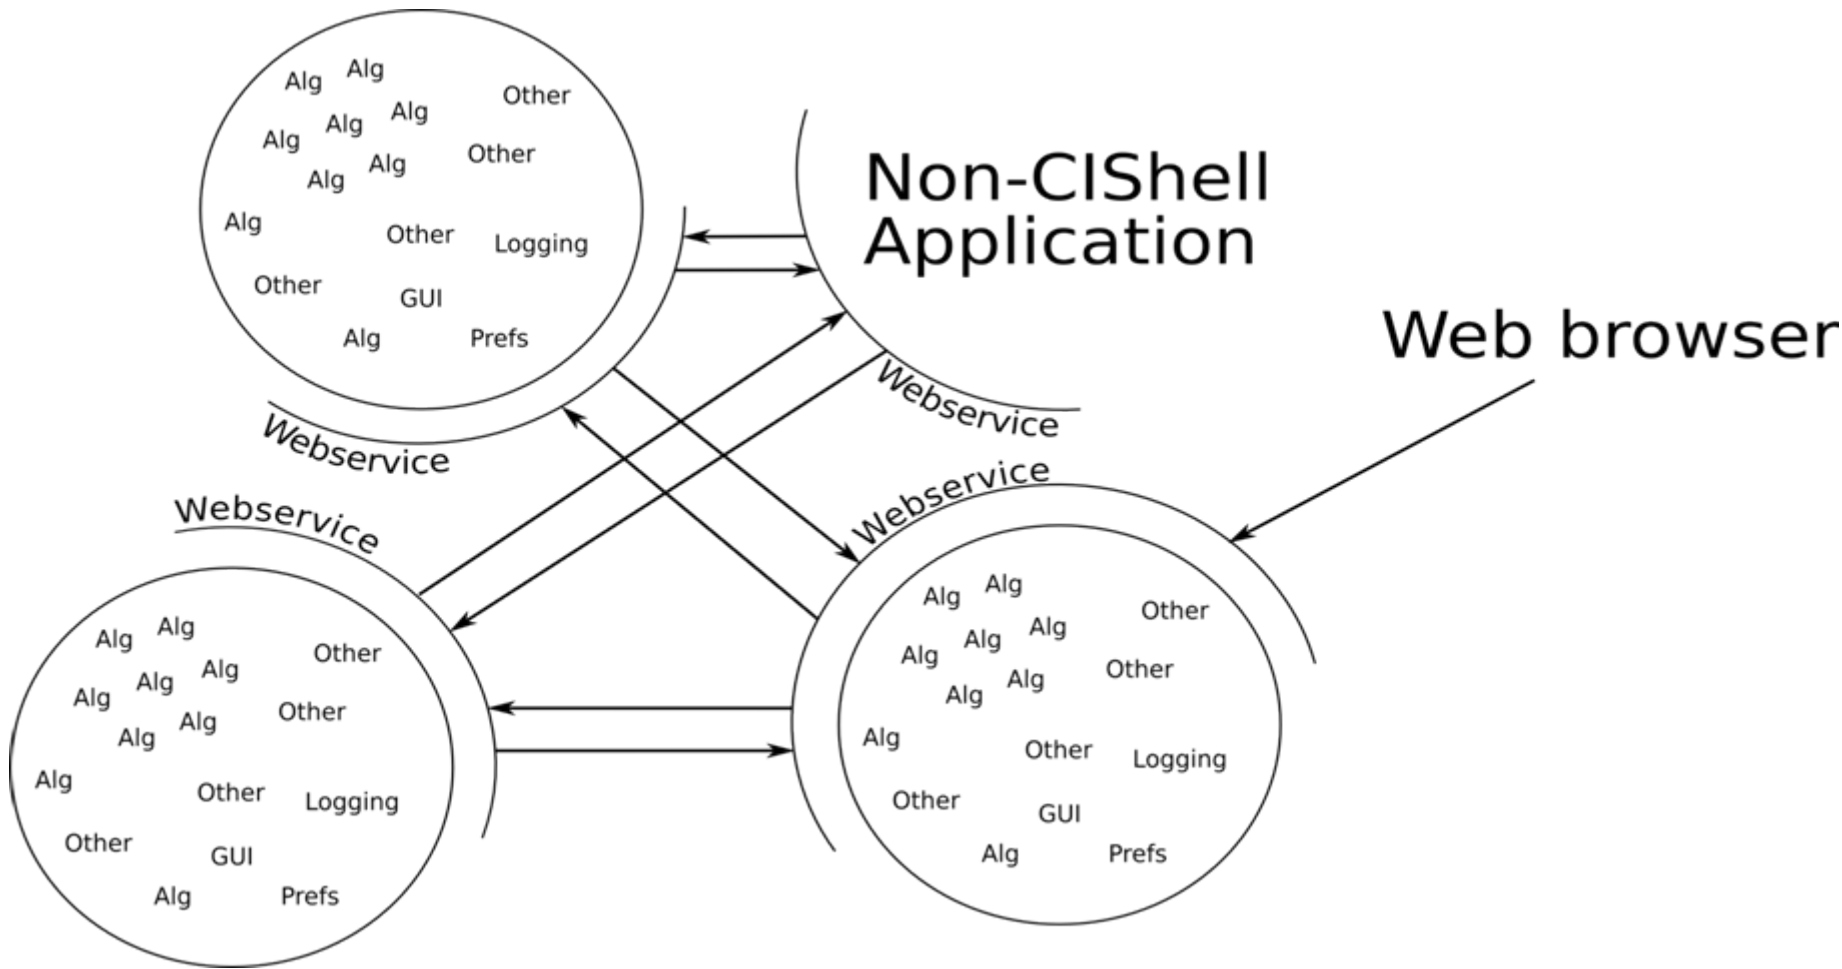 Alg
Alg
Other
Alg
Alg
Alg
Other
Alg
Alg
Alg
Other
Logging
Other
GUI
Alg
Prefs
Webservice
Non-CIShell
Application
Webservice
Web browser
Webservice
Alg
Alg
Other
Alg
Alg
Alg
Other
Alg
Alg
Alg
Other
Logging
Other
GUI
Alg
Prefs
Webservice
Alg
Alg
Other
Alg
Alg
Alg
Other
Alg
Alg
Alg
Other
Logging
Other
GUI
Alg
Prefs